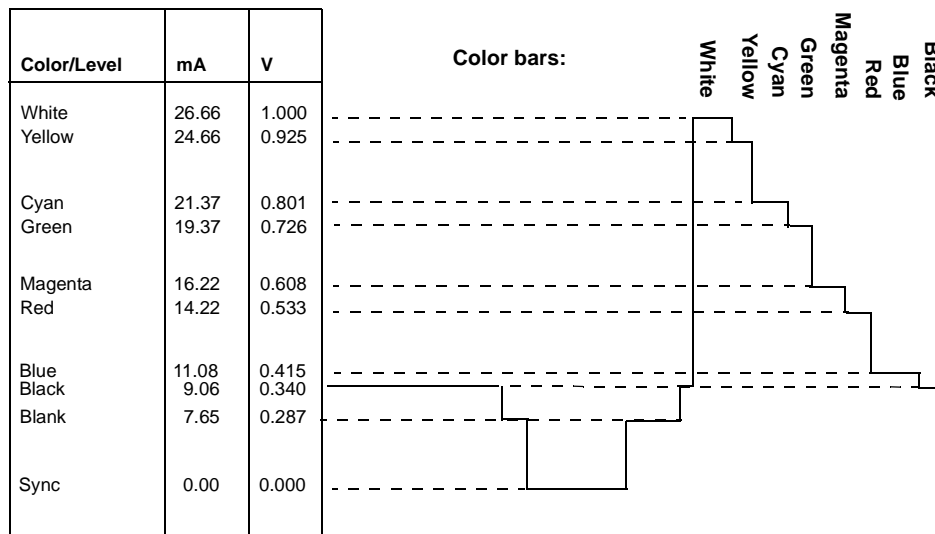 Color/Level mA V
White 26.66 1.000
Yellow 24.66 0.925
Cyan 21.37 0.801
Green 19.37 0.726
Magenta 16.22 0.608
Red 14.22 0.533
Blue 11.08 0.415
Black 9.06 0.340
Blank 7.65 0.287
Sync 0.00 0.000
Color bars:
White
Yellow
Cyan
Green
Magenta
Red
Blue
Black